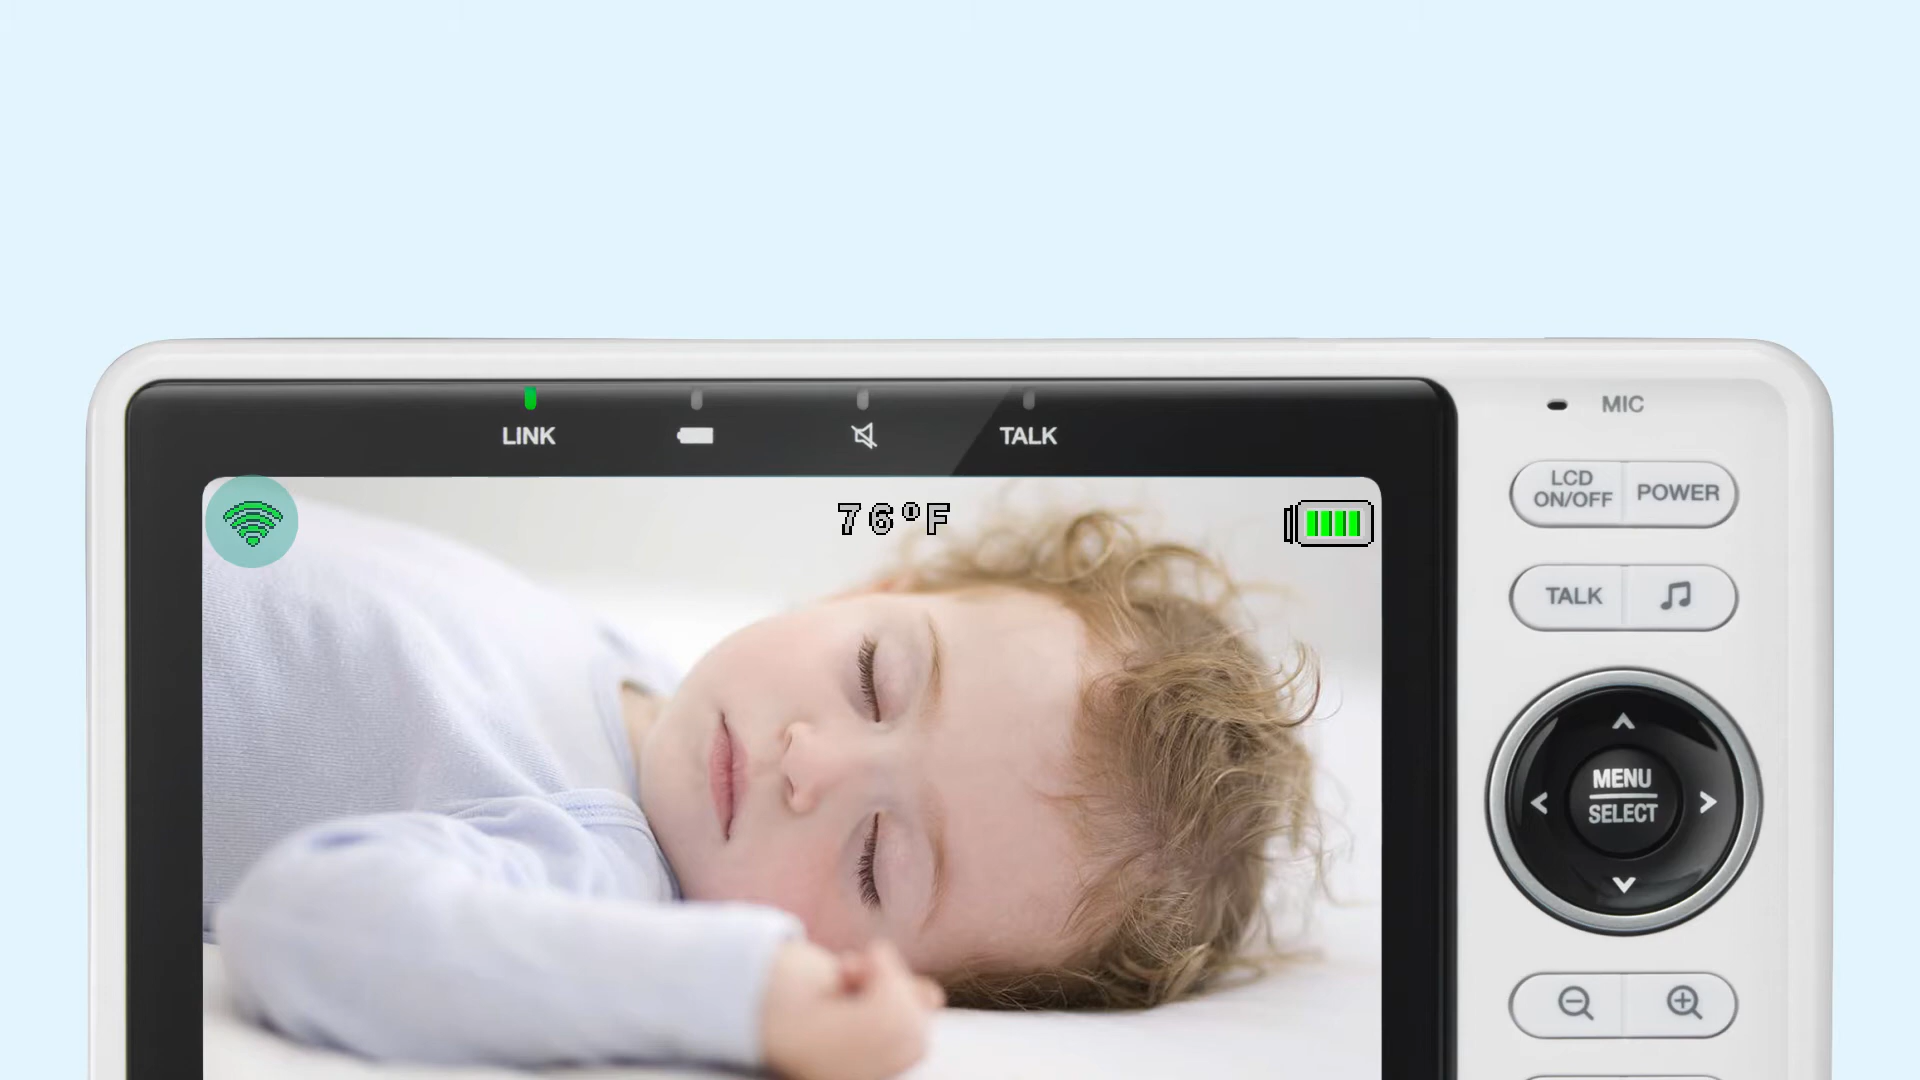 LINK
TALK
MIC
76°F
LCD
ON/OFF
POWER
TALK
MENU
SELECT